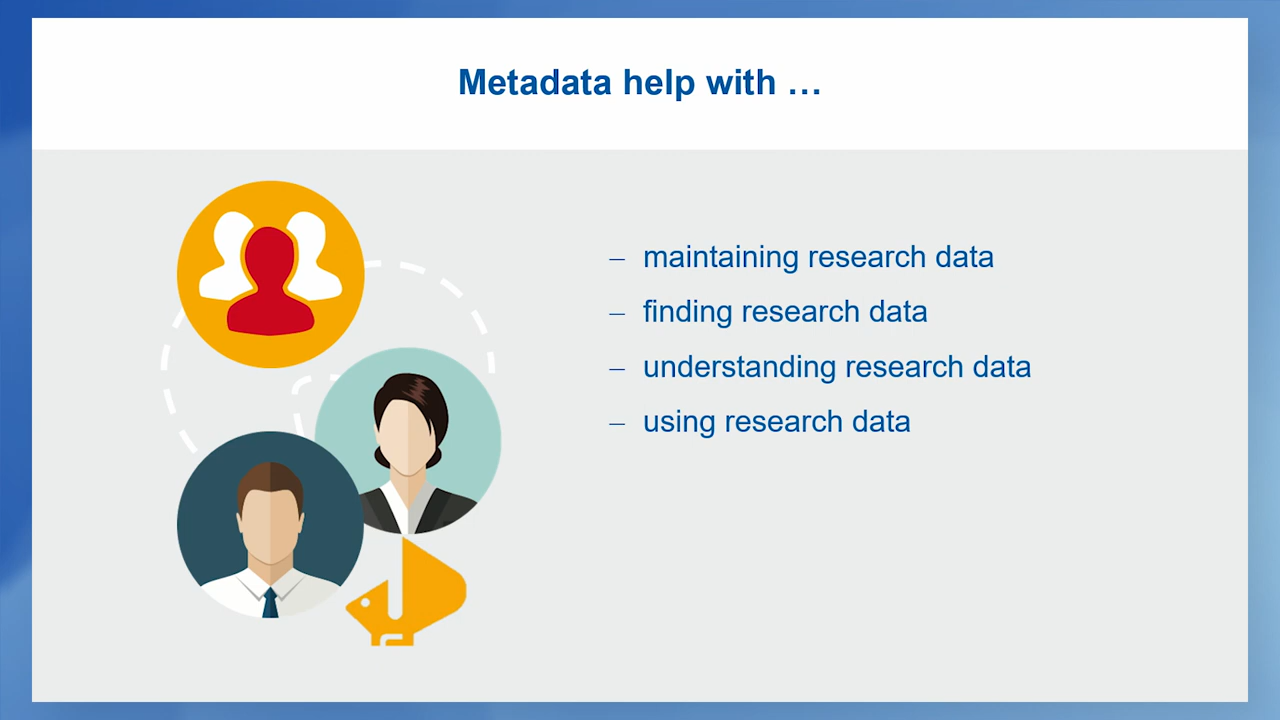 Metadata help with …
– maintaining research data
– finding research data
– understanding research data
– using research data